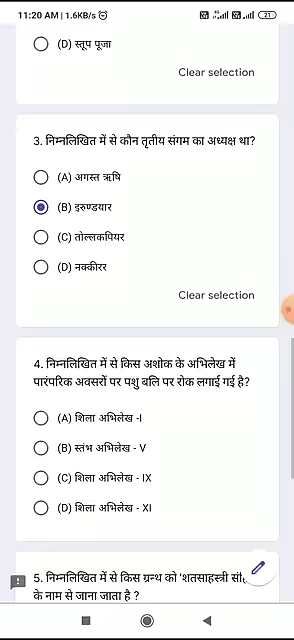 11:20 AM | 1.6KB/s
21
(D) स्तूप पूजा
Clear selection
3. निम्नलिखित में से कौन तृतीय संगम का अध्यक्ष था?
(A) अगस्त ऋषि
(B) इरुण्डयार
(C) तोल्लकपियर
(D) नक्कीरर
Clear selection
4. निम्नलिखित में से किस अशोक के अभिलेख में
पारंपरिक अवसरों पर पशु बलि पर रोक लगाई गई है?
(A) शिला अभिलेख -I
(B) स्तंभ अभिलेख - V
(C) शिला अभिलेख - IX
(D) शिला अभिलेख - XI
5. निम्नलिखित में से किस ग्रन्थ को 'शतसाहस्त्री
के नाम से जाना जाता है ?